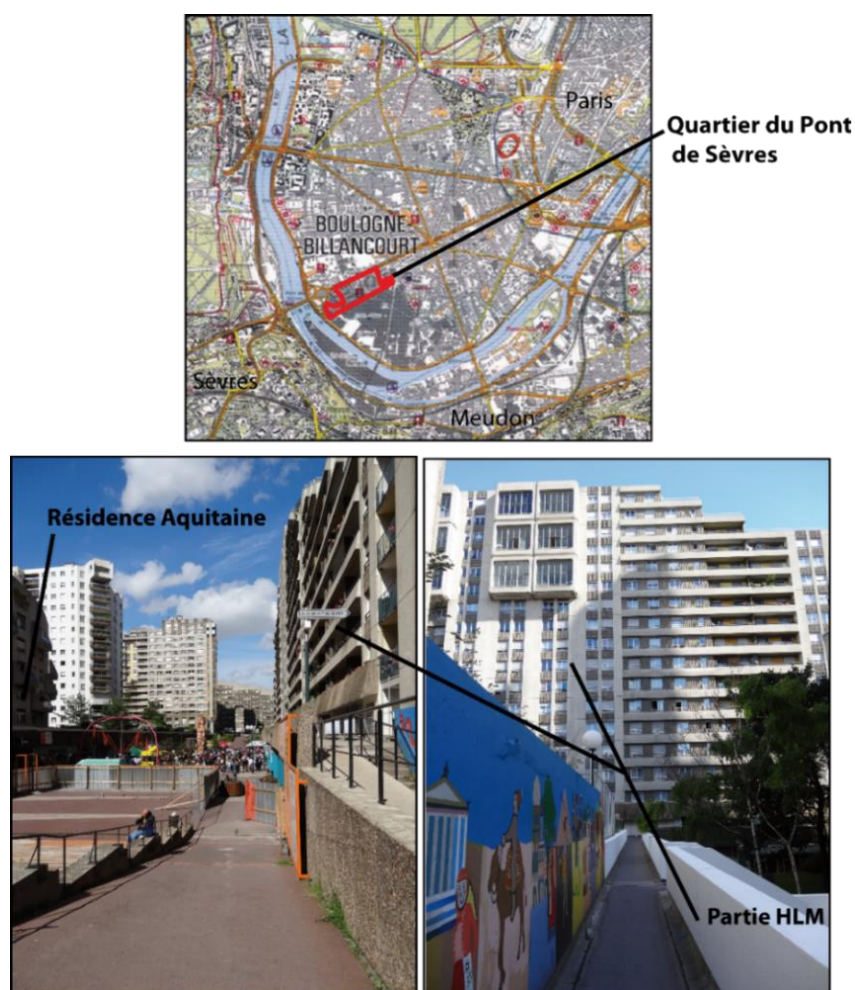 Paris
Quartier du Pont
de Sèvres
BOULOGNE-
BILLANCOURT
Sèvres
Meudon
Résidence Aquitaine
Partie HLM